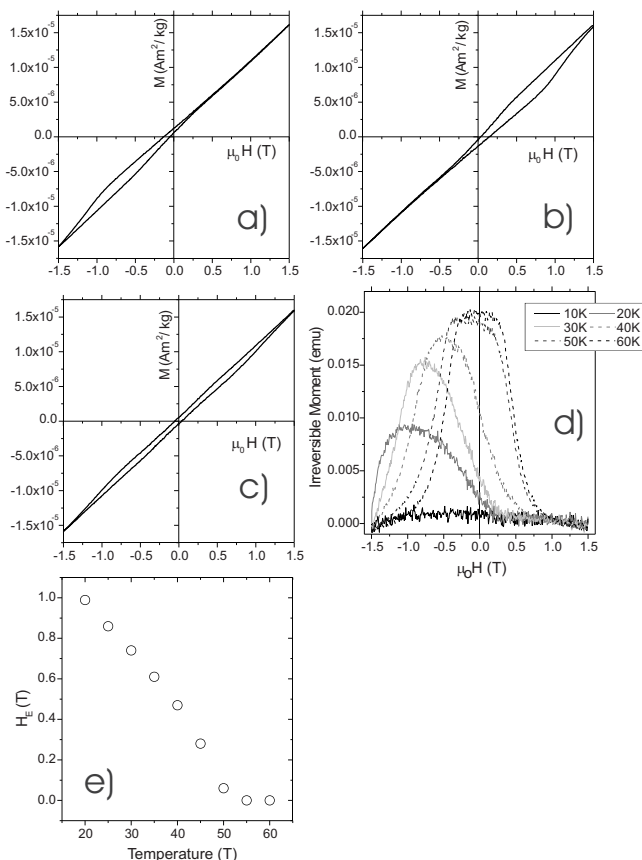 M (Am²/ kg)
1.5x10⁻⁵
1.0x10⁻⁵
5.0x10⁻⁶
0.0
-5.0x10⁻⁶
-1.0x10⁻⁵
-1.5x10⁻⁵
-1.5 -1.0 -0.5 0.0 0.5 1.0 1.5
μ₀H (T)
a)
M (Am²/ kg)
1.5x10⁻⁵
1.0x10⁻⁵
5.0x10⁻⁶
0.0
-5.0x10⁻⁶
-1.0x10⁻⁵
-1.5x10⁻⁵
-1.5 -1.0 -0.5 0.0 0.5 1.0 1.5
μ₀H (T)
b)
M (Am²/ kg)
1.5x10⁻⁵
1.0x10⁻⁵
5.0x10⁻⁶
0.0
-5.0x10⁻⁶
-1.0x10⁻⁵
-1.5x10⁻⁵
-1.5 -1.0 -0.5 0.0 0.5 1.0 1.5
μ₀H (T)
c)
Irreversible Moment (emu)
0.020
0.015
0.010
0.005
0.000
-1.5 -1.0 -0.5 0.0 0.5 1.0 1.5
μ₀H (T)
10K 20K
30K 40K
50K 60K
d)
H_E (T)
1.0
0.8
0.6
0.4
0.2
0.0
20 30 40 50 60
Temperature (T)
e)